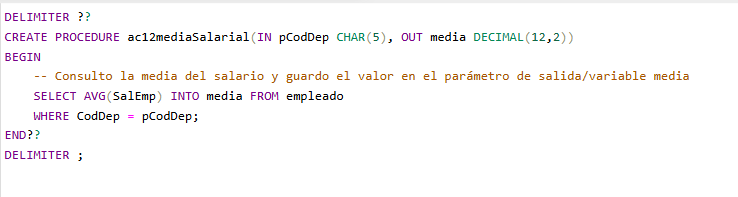 DELIMITER ??
CREATE PROCEDURE ac12mediaSalarial(IN pCodDep CHAR(5), OUT media DECIMAL(12,2))
BEGIN
    -- Consulto la media del salario y guardo el valor en el parámetro de salida/variable media
    SELECT AVG(SalEmp) INTO media FROM empleado
    WHERE CodDep = pCodDep;
END??
DELIMITER ;